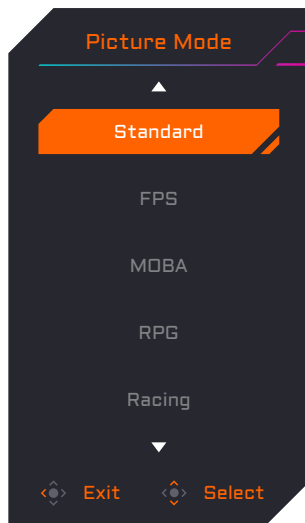 Picture Mode
Standard
FPS
MOBA
RPG
Racing
Exit Select